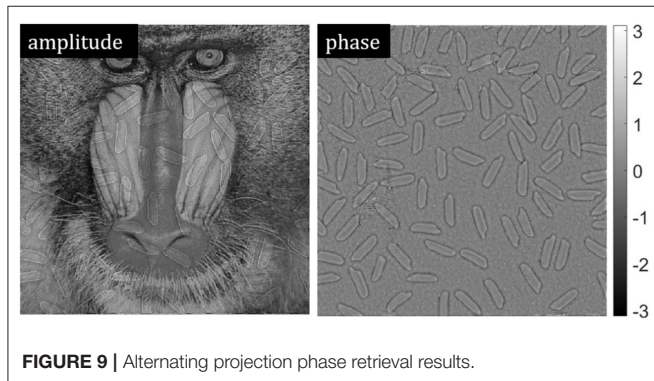 amplitude
phase
3
2
1
0
-1
-2
-3
FIGURE 9 | Alternating projection phase retrieval results.